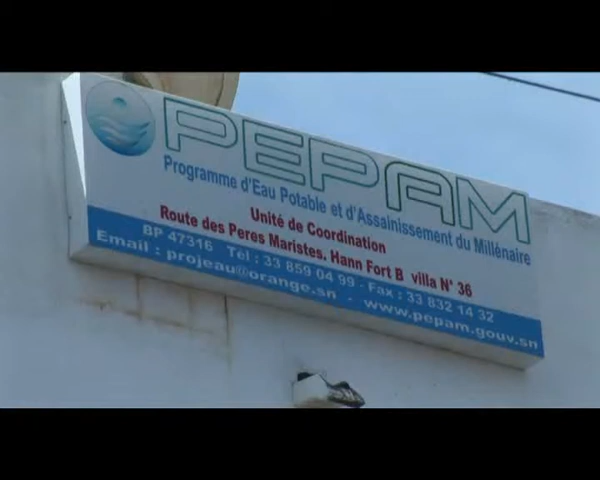 PEPAM
Programme d'Eau Potable et d'Assainissement du Millénaire
Unité de Coordination
Route des Peres Maristes. Hann Fort B villa N° 36
BP 47316 Tél : 33 859 04 99 - Fax : 33 832 14 32
Email : projeau@orange.sn - www.pepam.gouv.sn